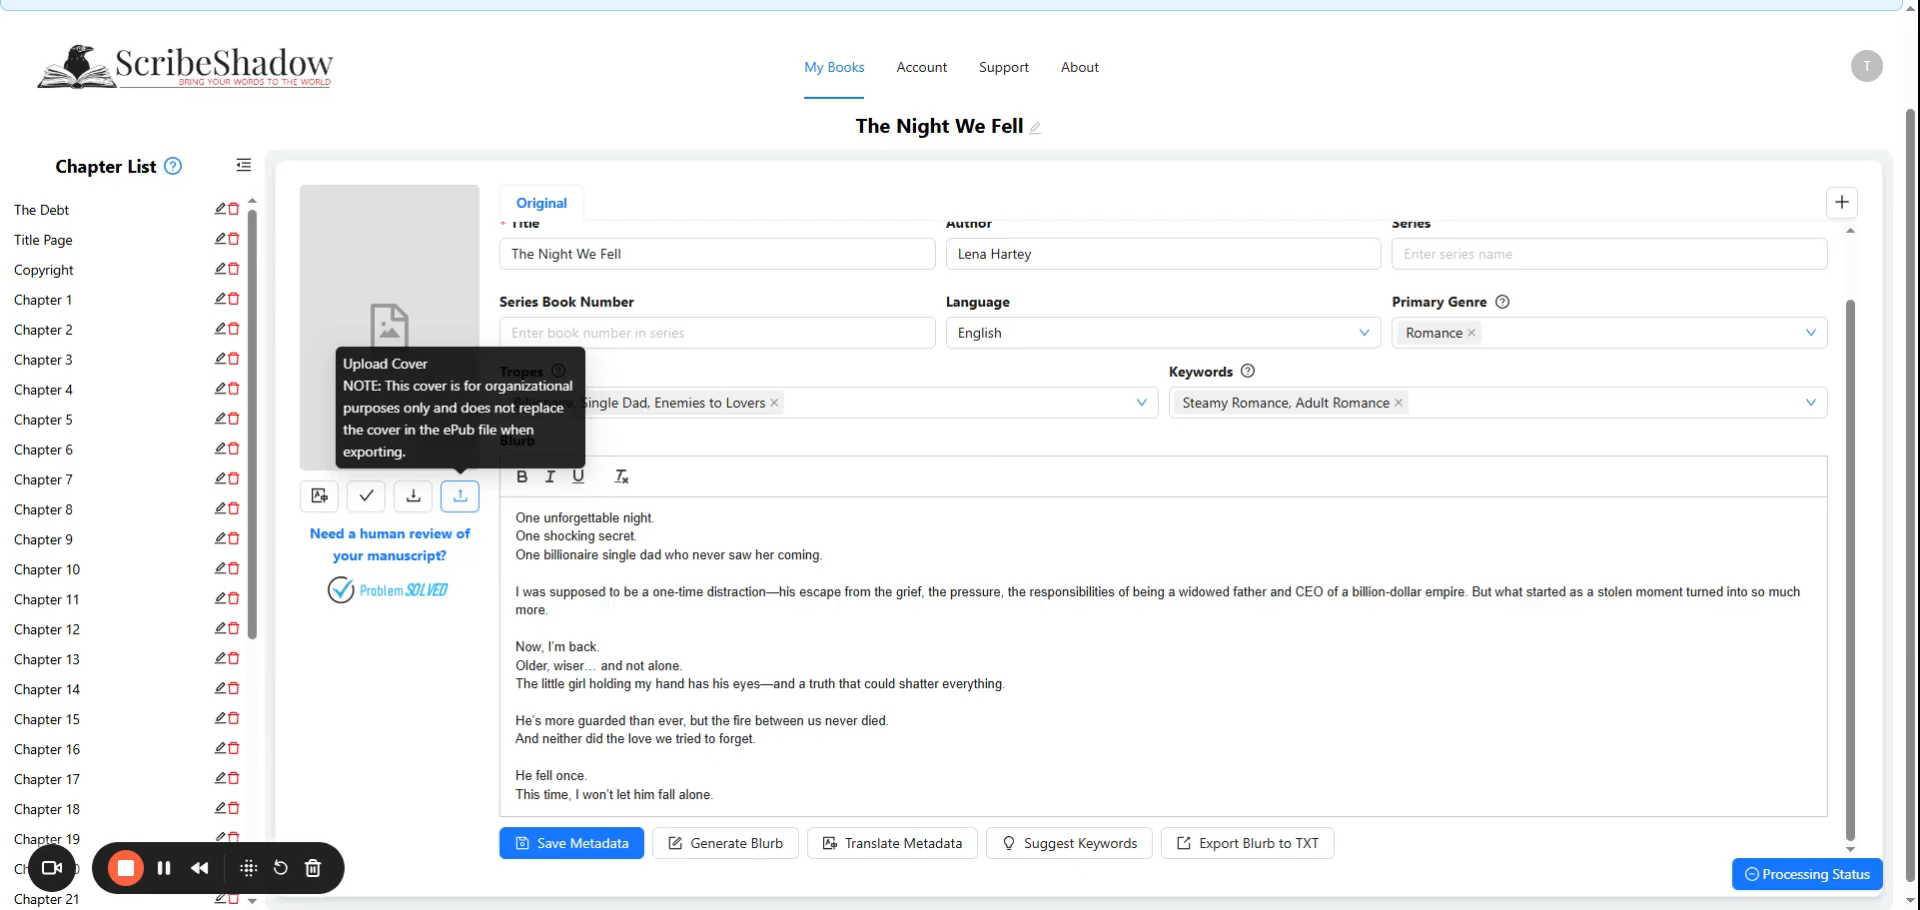 ScribeShadow
BRING YOUR WORDS TO THE WORLD
My Books
Account
Support
About
T
The Night We Fell
Chapter List ?
The Debt
Title Page
Copyright
Chapter 1
Chapter 2
Chapter 3
Chapter 4
Chapter 5
Chapter 6
Chapter 7
Chapter 8
Chapter 9
Chapter 10
Chapter 11
Chapter 12
Chapter 13
Chapter 14
Chapter 15
Chapter 16
Chapter 17
Chapter 18
Chapter 19
Chapter 21
Upload Cover
NOTE: This cover is for organizational
purposes only and does not replace
the cover in the ePub file when
exporting.
Need a human review of
your manuscript?
Problem SOLVED
Original
* Title
The Night We Fell
Author
Lena Hartey
Series
Enter series name
Series Book Number
Enter book number in series
Language
English
Primary Genre ?
Romance ×
Tropes ?
Billionaire, Single Dad, Enemies to Lovers ×
Keywords ?
Steamy Romance, Adult Romance ×
Blurb
B I U Tx
One unforgettable night.
One shocking secret.
One billionaire single dad who never saw her coming.
I was supposed to be a one-time distraction—his escape from the grief, the pressure, the responsibilities of being a widowed father and CEO of a billion-dollar empire. But what started as a stolen moment turned into so much
more.
Now, I'm back.
Older, wiser… and not alone.
The little girl holding my hand has his eyes—and a truth that could shatter everything.
He's more guarded than ever, but the fire between us never died.
And neither did the love we tried to forget.
He fell once.
This time, I won't let him fall alone.
Save Metadata
Generate Blurb
Translate Metadata
Suggest Keywords
Export Blurb to TXT
Processing Status